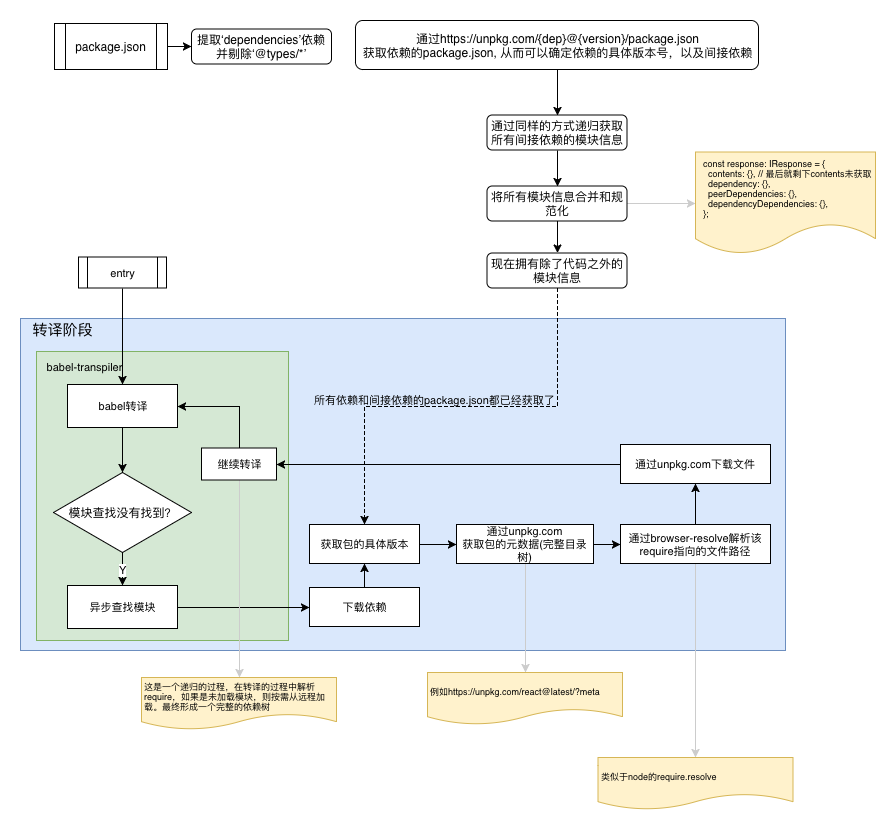 package.json
提取‘dependencies’依赖
并剔除‘@types/*’
通过https://unpkg.com/{dep}@{version}/package.json
获取依赖的package.json, 从而可以确定依赖的具体版本号，以及间接依赖
通过同样的方式递归获取
所有间接依赖的模块信息
将所有模块信息合并和规
范化
const response: IResponse = {
contents: {}, // 最后就剩下contents未获取
dependency: {},
peerDependencies: {},
dependencyDependencies: {},
};
现在拥有除了代码之外的
模块信息
entry
转译阶段
babel-transpiler
babel转译
所有依赖和间接依赖的package.json都已经获取了
继续转译
通过unpkg.com下载文件
模块查找没有找到?
获取包的具体版本
通过unpkg.com
获取包的元数据(完整目录
树)
通过browser-resolve解析该
require指向的文件路径
Y
异步查找模块
下载依赖
这是一个递归的过程，在转译的过程中解析
require，如果是未加载模块，则按需从远程加
载。最终形成一个完整的依赖树
例如https://unpkg.com/react@latest/?meta
类似于node的require.resolve